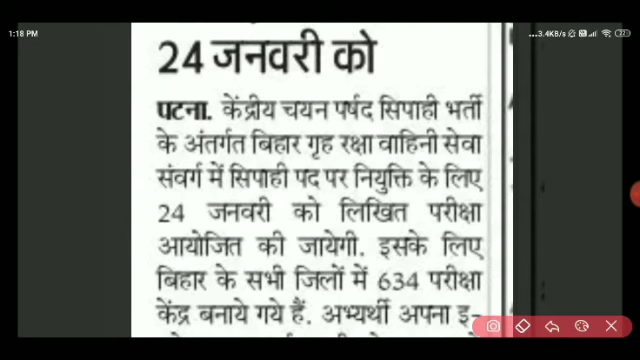 1:18 PM
...3.4KB/s
22
24 जनवरी को
पटना. केंद्रीय चयन पर्षद सिपाही भर्ती
के अंतर्गत बिहार गृह रक्षा वाहिनी सेवा
संवर्ग में सिपाही पद पर नियुक्ति के लिए
24 जनवरी को लिखित परीक्षा
आयोजित की जायेगी. इसके लिए
बिहार के सभी जिलों में 634 परीक्षा
केंद्र बनाये गये हैं. अभ्यर्थी अपना इ-